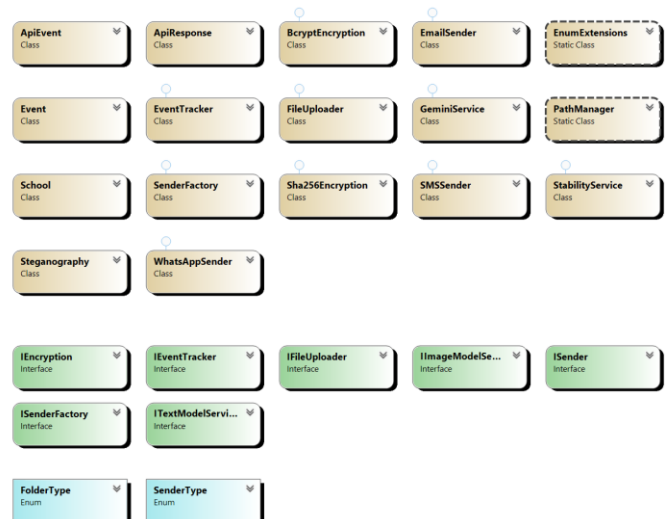 ApiEvent
Class
ApiResponse
Class
BcryptEncryption
Class
EmailSender
Class
EnumExtensions
Static Class
Event
Class
EventTracker
Class
FileUploader
Class
GeminiService
Class
PathManager
Static Class
School
Class
SenderFactory
Class
Sha256Encryption
Class
SMSSender
Class
StabilityService
Class
Steganography
Class
WhatsAppSender
Class
IEncryption
Interface
IEventTracker
Interface
IFileUploader
Interface
IImageModelSe...
Interface
ISender
Interface
ISenderFactory
Interface
ITextModelServi...
Interface
FolderType
Enum
SenderType
Enum